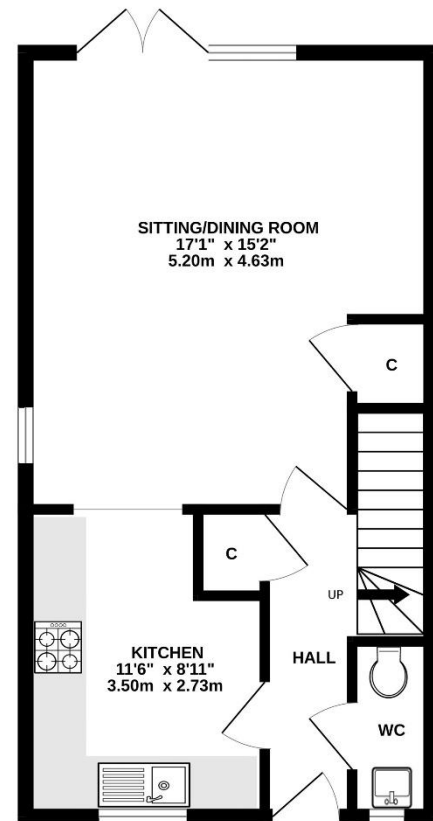 SITTING/DINING ROOM
17'1" x 15'2"
5.20m x 4.63m
C
C
UP
KITCHEN
11'6" x 8'11"
3.50m x 2.73m
HALL
WC